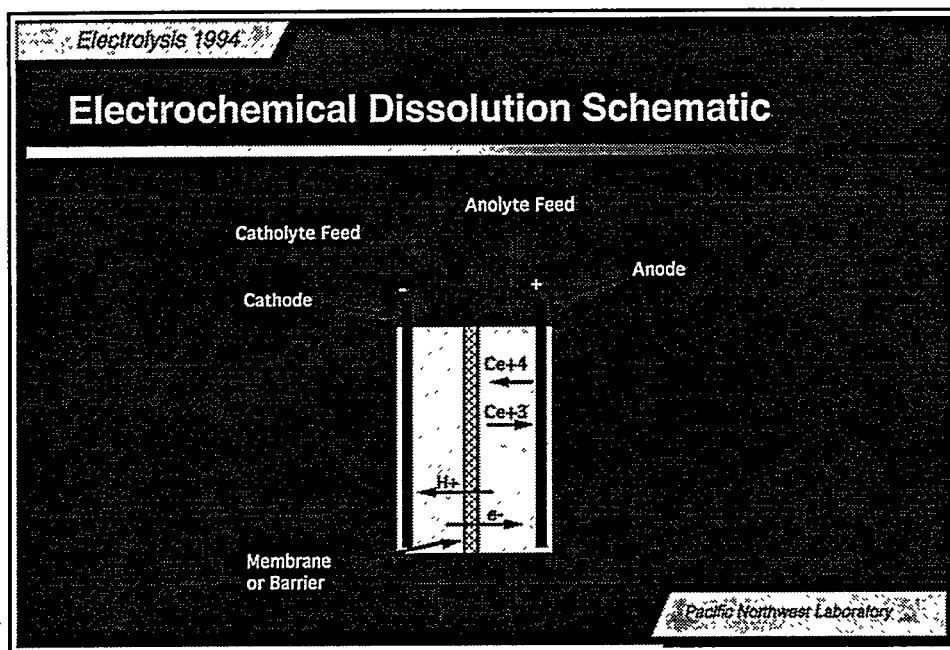 Electrolysis 1994
Electrochemical Dissolution Schematic
Anolyte Feed
Catholyte Feed
Anode
- +
Cathode
Ce+4
Ce+3
H+
e-
Membrane
or Barrier
Pacific Northwest Laboratory